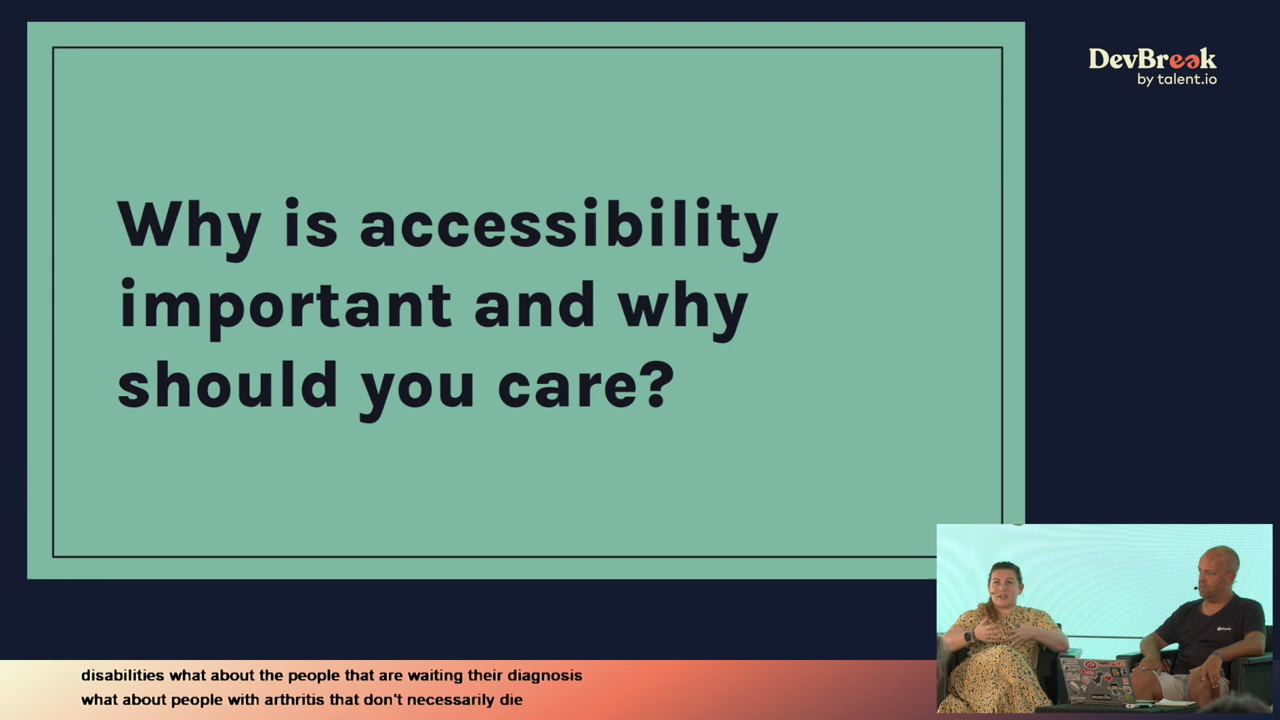 DevBreak
by talent.io
Why is accessibility
important and why
should you care?
disabilities what about the people that are waiting their diagnosis
what about people with arthritis that don't necessarily die